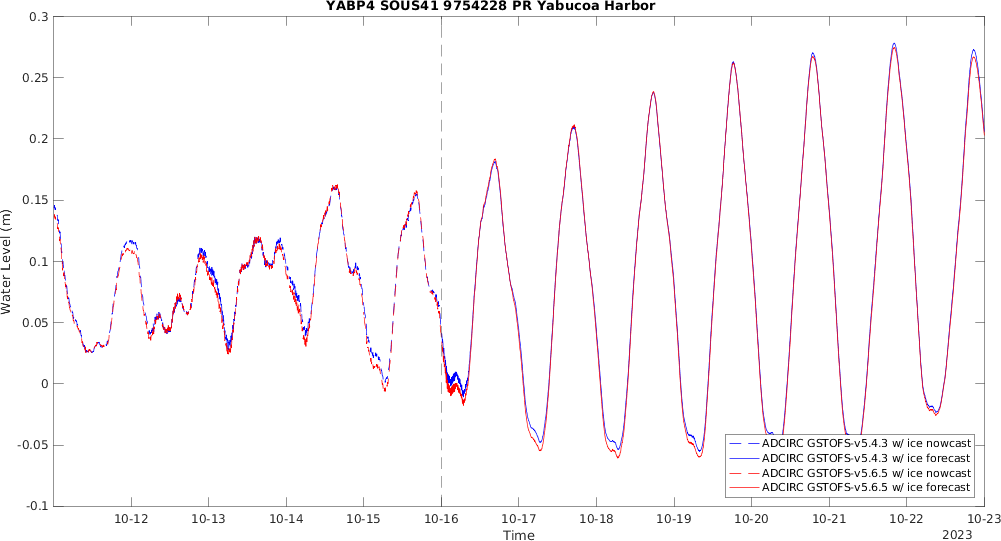 YABP4 SOUS41 9754228 PR Yabucoa Harbor
0.3
0.25
0.2
0.15
0.1
0.05
0
-0.05
-0.1
Water Level (m)
ADCIRC GSTOFS-v5.4.3 w/ ice nowcast
ADCIRC GSTOFS-v5.4.3 w/ ice forecast
ADCIRC GSTOFS-v5.6.5 w/ ice nowcast
ADCIRC GSTOFS-v5.6.5 w/ ice forecast
10-12 10-13 10-14 10-15 10-16 10-17 10-18 10-19 10-20 10-21 10-22 10-23
Time
2023